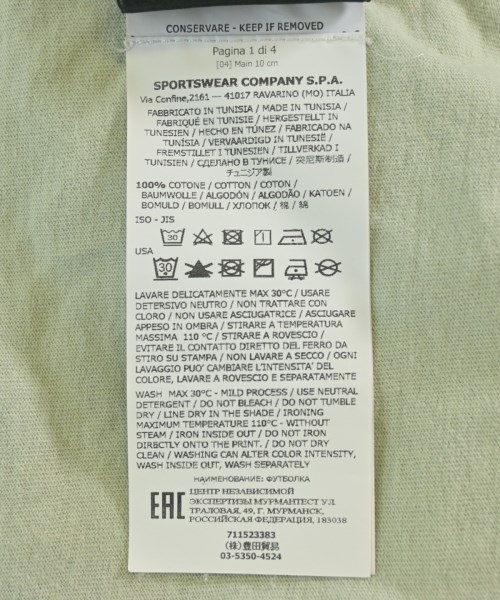 CONSERVARE - KEEP IF REMOVED
Pagina 1 di 4
[04] Main 10 cm
SPORTSWEAR COMPANY S.P.A.
Via Confine,2161 — 41017 RAVARINO (MO) ITALIA
FABBRICATO IN TUNISIA / MADE IN TUNISIA /
FABRIQUÉ EN TUNISIE / HERGESTELLT IN
TUNESIEN / HECHO EN TÚNEZ / FABRICADO NA
TUNÍSIA / VERVAARDIGD IN TUNESIË /
FREMSTILLET I TUNESIEN / TILLVERKAD I
TUNISIEN / СДЕЛАНО В ТУНИСЕ / 突尼斯制造 /
チュニジア製
100% COTONE / COTTON / COTON /
BAUMWOLLE / ALGODÓN / ALGODÃO / KATOEN /
BOMULD / BOMULL / ХЛОПОК / 棉 / 綿
ISO - JIS
30
USA
30
LAVARE DELICATAMENTE MAX 30°C / USARE
DETERSIVO NEUTRO / NON TRATTARE CON
CLORO / NON USARE ASCIUGATRICE / ASCIUGARE
APPESO IN OMBRA / STIRARE A TEMPERATURA
MASSIMA 110 °C / STIRARE A ROVESCIO /
EVITARE IL CONTATTO DIRETTO DEL FERRO DA
STIRO SU STAMPA / NON LAVARE A SECCO / OGNI
LAVAGGIO PUO' CAMBIARE L'INTENSITA' DEL
COLORE, LAVARE A ROVESCIO E SEPARATAMENTE
WASH MAX 30°C - MILD PROCESS / USE NEUTRAL
DETERGENT / DO NOT BLEACH / DO NOT TUMBLE
DRY / LINE DRY IN THE SHADE / IRONING
MAXIMUM TEMPERATURE 110°C - WITHOUT
STEAM / IRON INSIDE OUT / DO NOT IRON
DIRECTLY ONTO THE PRINT. / DO NOT DRY
CLEAN / WASHING CAN ALTER COLOR INTENSITY,
WASH INSIDE OUT, WASH SEPARATELY
НАИМЕНОВАНИЕ: ФУТБОЛКА
EAC
ЦЕНТР НЕЗАВИСИМОЙ
ЭКСПЕРТИЗЫ МУРМАНТЕСТ УЛ.
ТРАЛОВАЯ, 49, Г. МУРМАНСК,
РОССИЙСКАЯ ФЕДЕРАЦИЯ, 183038
711523383
(株)豊田貿易
03-5350-4524